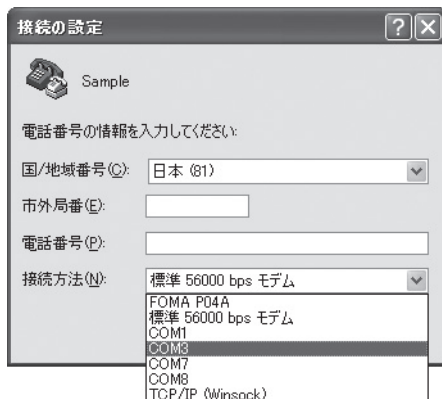 接続の設定
Sample
電話番号の情報を入力してください:
国/地域番号(C): 日本 (81)
市外局番(E):
電話番号(P):
接続方法(N): 標準 56000 bps モデム
FOMA P04A
標準 56000 bps モデム
COM1
COM3
COM7
COM8
TCP/IP (Winsock)